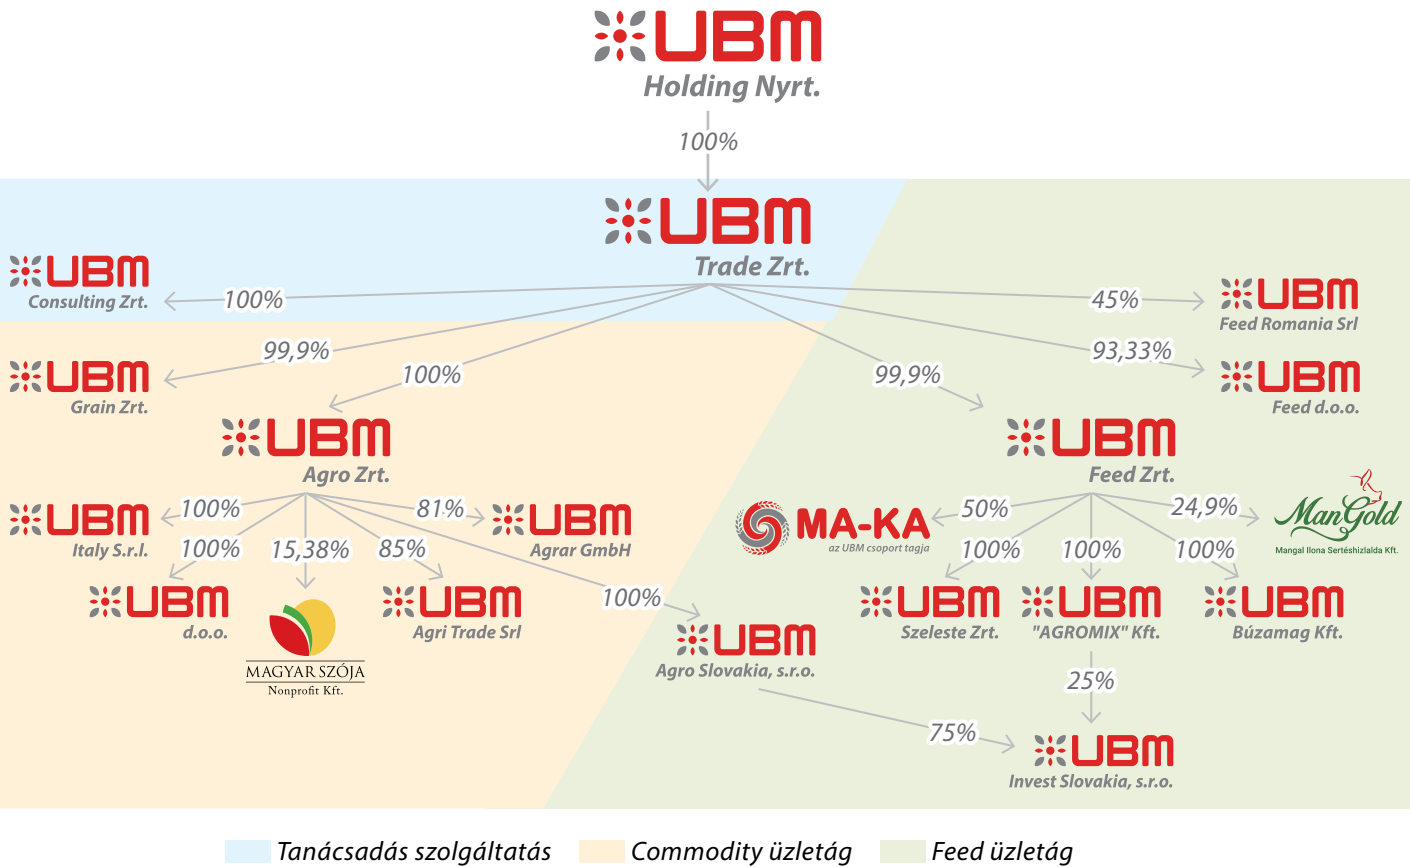 UBM
Holding Nyrt.
100%
UBM
Trade Zrt.
UBM
Consulting Zrt.
100%
45%
UBM
Feed Romania Srl
99,9%
100%
99,9%
93,33%
UBM
Grain Zrt.
UBM
Feed d.o.o.
UBM
Agro Zrt.
UBM
Feed Zrt.
100%
81%
50%
24,9%
UBM
Italy S.r.l.
UBM
Agrar GmbH
MA-KA
az UBM csoport tagja
ManGold
Mangal Ilona Sertéshizlalda Kft.
100%
15,38%
85%
100%
100%
100%
100%
UBM
d.o.o.
MAGYAR SZÓJA
Nonprofit Kft.
UBM
Agri Trade Srl
UBM
Agro Slovakia, s.r.o.
UBM
Szeleste Zrt.
UBM
"AGROMIX" Kft.
UBM
Búzamag Kft.
25%
75%
UBM
Invest Slovakia, s.r.o.
Tanácsadás szolgáltatás
Commodity üzletág
Feed üzletág